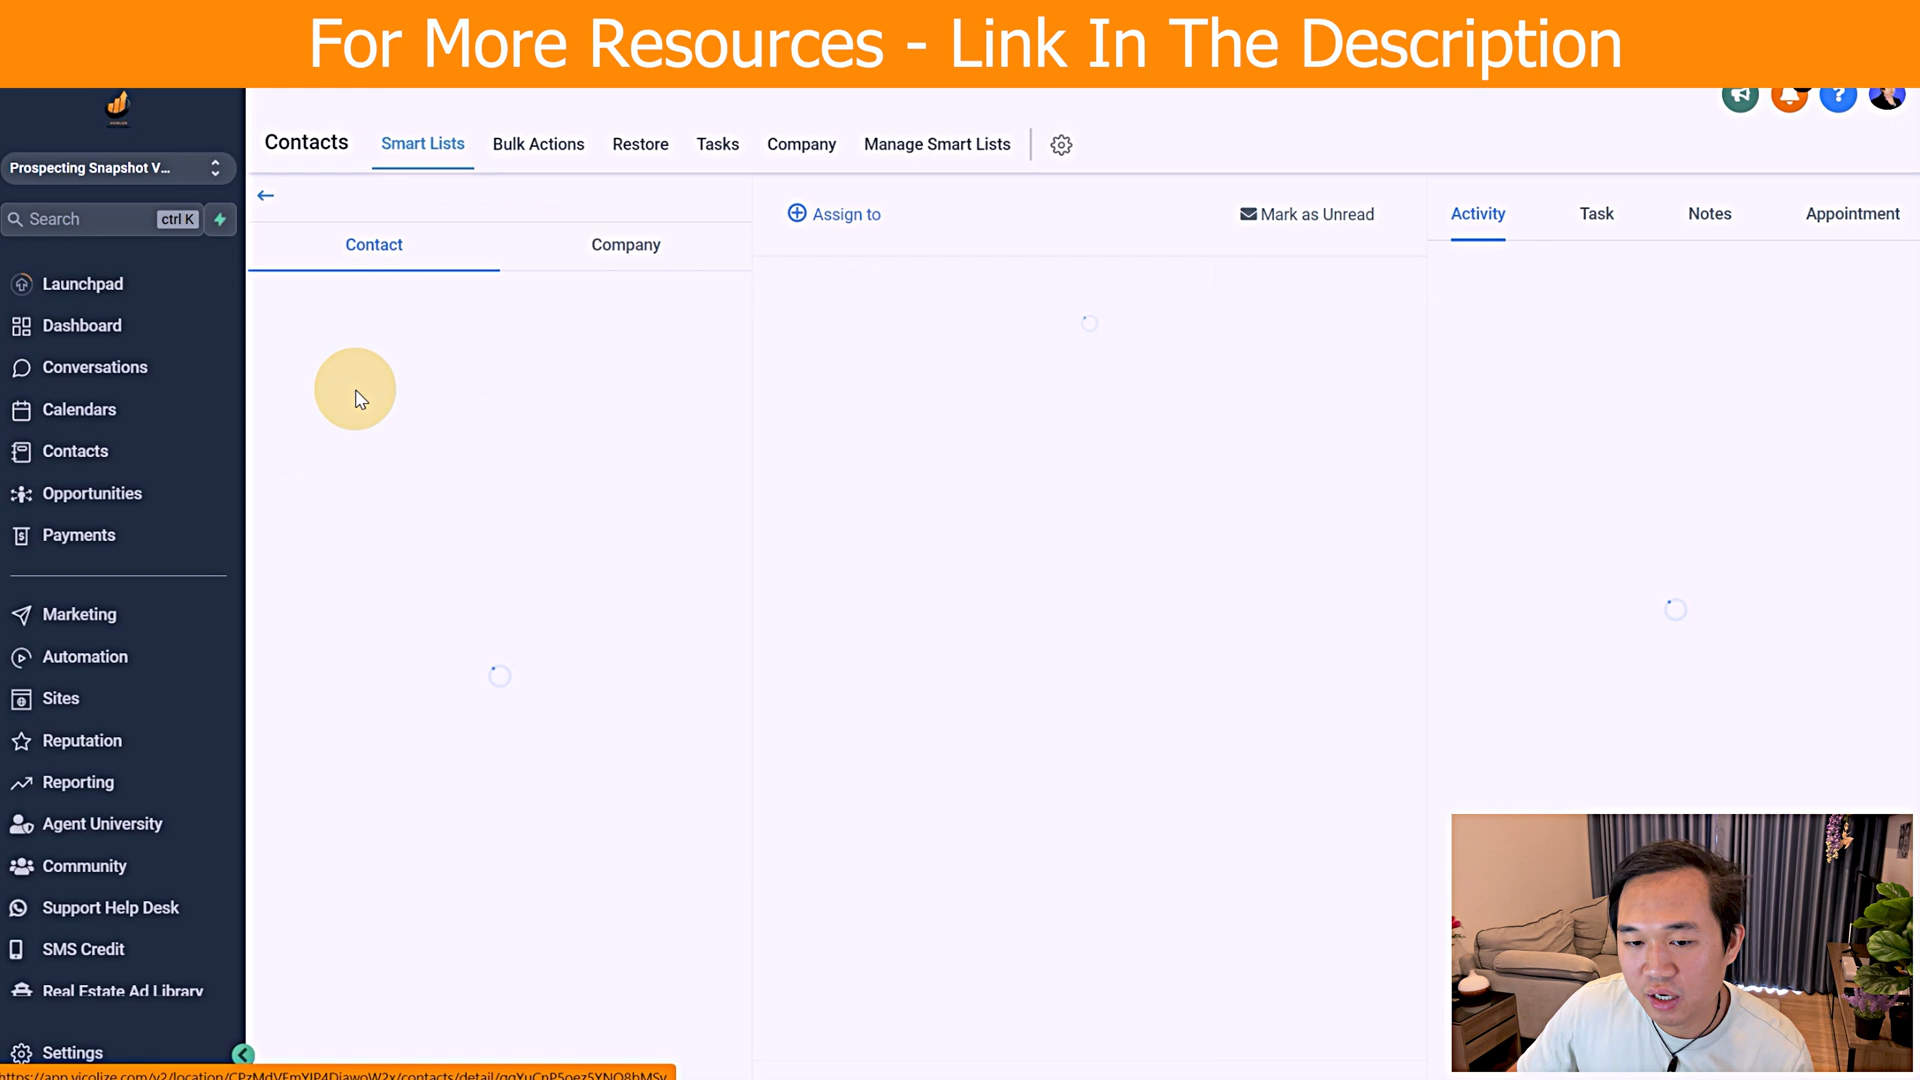 For More Resources - Link In The Description
Prospecting Snapshot V...
Search
ctrl K
Launchpad
Dashboard
Conversations
Calendars
Contacts
Opportunities
Payments
Marketing
Automation
Sites
Reputation
Reporting
Agent University
Community
Support Help Desk
SMS Credit
Real Estate Ad Library
Settings
Contacts
Smart Lists
Bulk Actions
Restore
Tasks
Company
Manage Smart Lists
Contact
Company
Assign to
Mark as Unread
Activity
Task
Notes
Appointment